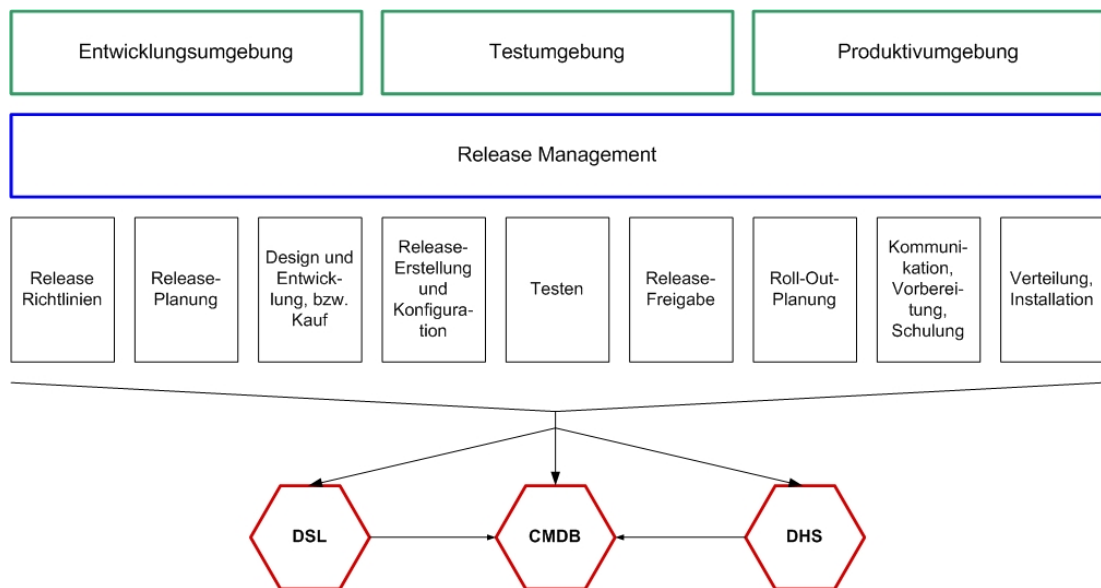 Entwicklungsumgebung
Testumgebung
Produktivumgebung
Release Management
Release
Richtlinien
Release-
Planung
Design und
Entwick-
lung, bzw.
Kauf
Release-
Erstellung
und
Konfigura-
tion
Testen
Release-
Freigabe
Roll-Out-
Planung
Kommuni-
kation,
Vorberei-
tung,
Schulung
Verteilung,
Installation
DSL
CMDB
DHS